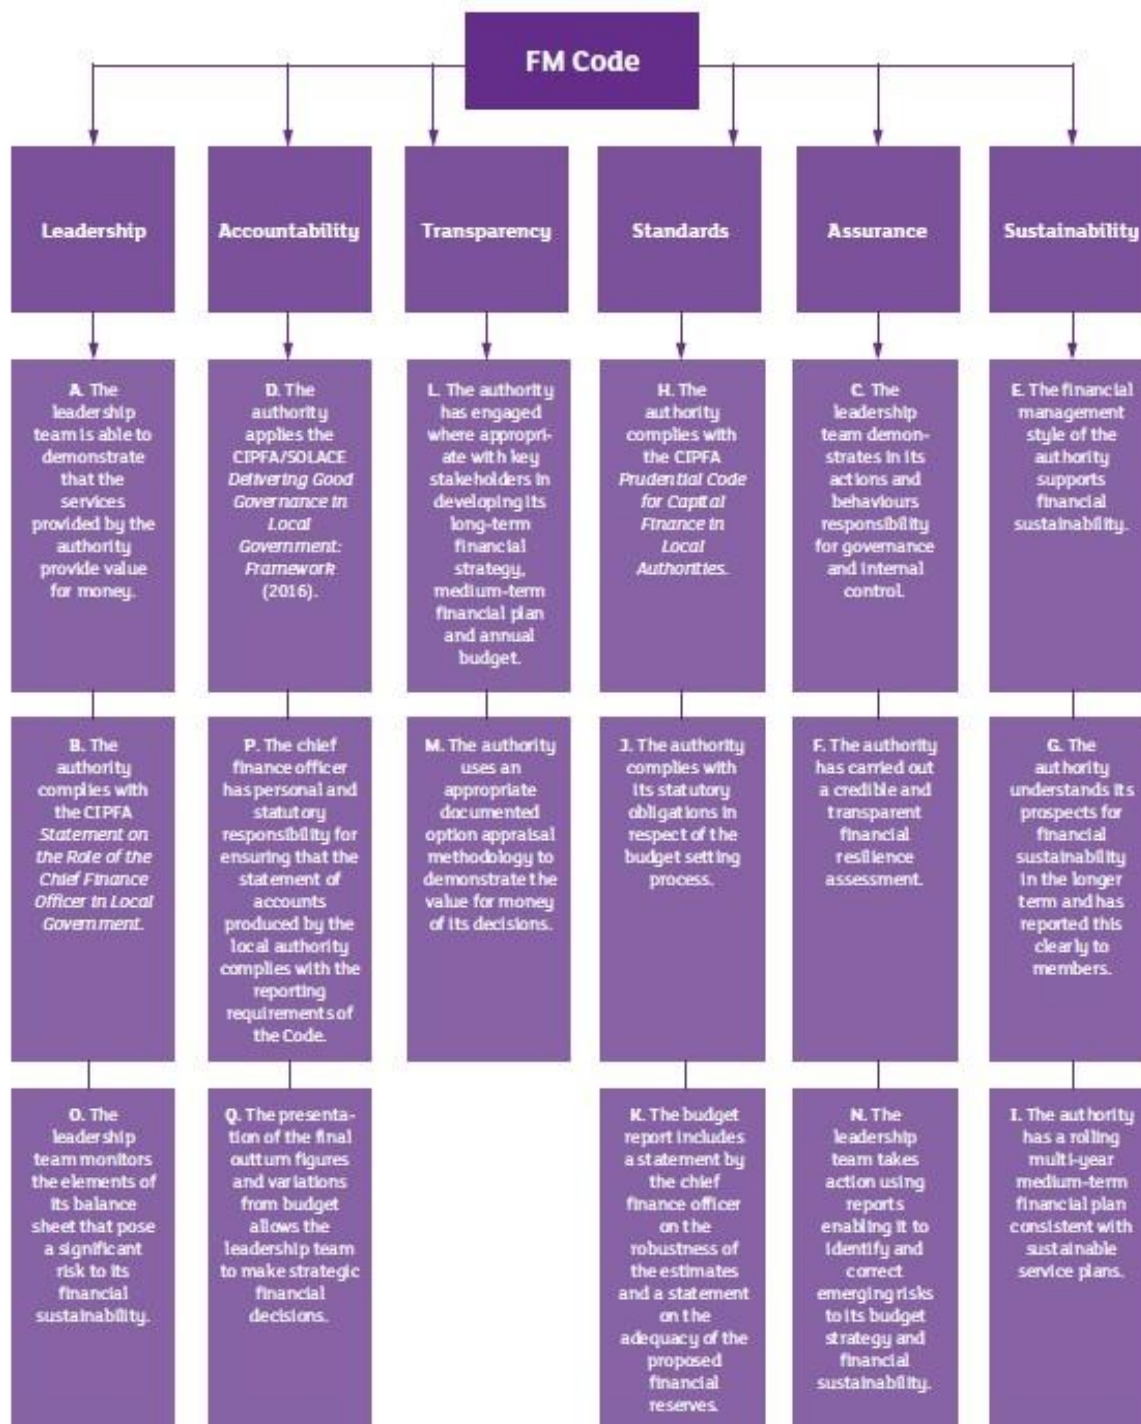 FM Code
Leadership
Accountability
Transparency
Standards
Assurance
Sustainability
A. The
leadership
team is able to
demonstrate
that the
services
provided by the
authority
provide value
for money.
D. The
authority
applies the
CIPFA/SOLACE
Delivering Good
Governance in
Local
Government:
Framework
(2016).
L. The authority
has engaged
where appropri-
ate with key
stakeholders in
developing its
long-term
financial
strategy,
medium-term
financial plan
and annual
budget.
H. The
authority
complies with
the CIPFA
Prudential Code
for Capital
Finance in
Local
Authorities.
C. The
leadership
team demon-
strates in its
actions and
behaviours
responsibility
for governance
and internal
control.
E. The financial
management
style of the
authority
supports
financial
sustainability.
B. The
authority
complies with
the CIPFA
Statement on
the Role of the
Chief Finance
Officer in Local
Government.
P. The chief
finance officer
has personal and
statutory
responsibility for
ensuring that the
statement of
accounts
produced by the
local authority
complies with the
reporting
requirements of
the Code.
M. The authority
uses an
appropriate
documented
option appraisal
methodology to
demonstrate the
value for money
of its decisions.
J. The authority
complies with
its statutory
obligations in
respect of the
budget setting
process.
F. The authority
has carried out
a credible and
transparent
financial
resilience
assessment.
G. The
authority
understands its
prospects for
financial
sustainability
in the longer
term and has
reported this
clearly to
members.
O. The
leadership
team monitors
the elements of
its balance
sheet that pose
a significant
risk to its
financial
sustainability.
Q. The presenta-
tion of the final
outturn figures
and variations
from budget
allows the
leadership team
to make strategic
financial
decisions.
K. The budget
report includes
a statement by
the chief
finance officer
on the
robustness of
the estimates
and a statement
on the
adequacy of the
proposed
financial
reserves.
N. The
leadership
team takes
action using
reports
enabling it to
identify and
correct
emerging risks
to its budget
strategy and
financial
sustainability.
I. The authority
has a rolling
multi-year
medium-term
financial plan
consistent with
sustainable
service plans.